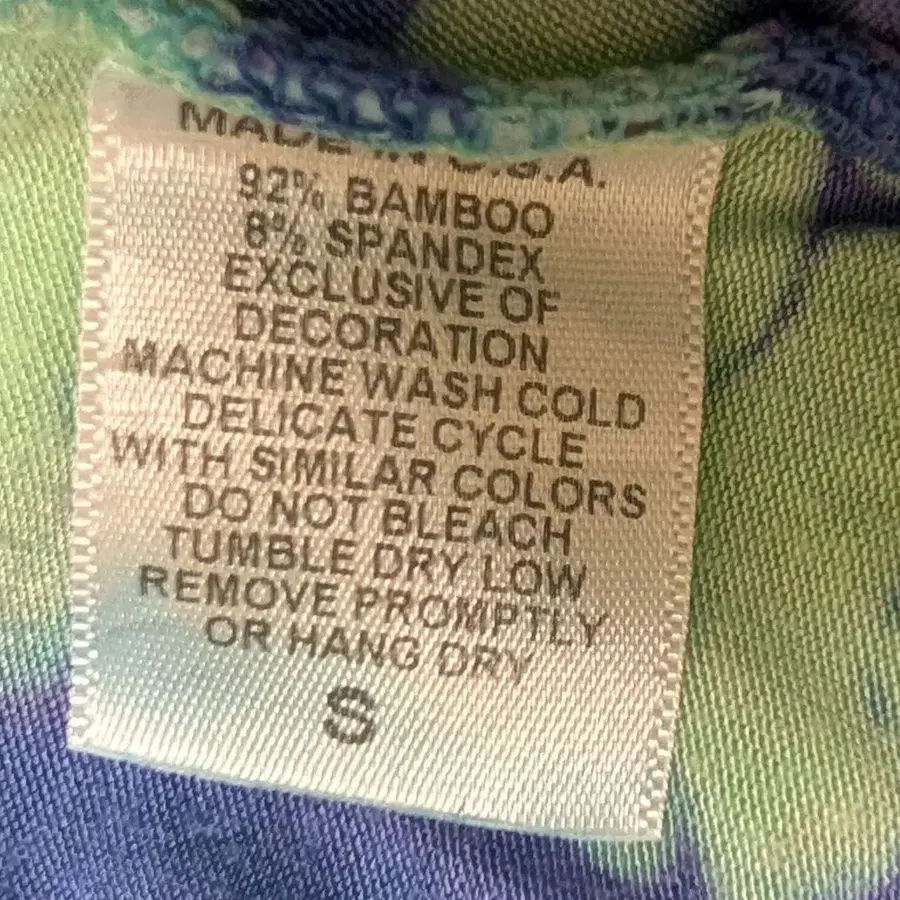 MADE IN U.S.A.
92% BAMBOO
8% SPANDEX
EXCLUSIVE OF
DECORATION
MACHINE WASH COLD
DELICATE CYCLE
WITH SIMILAR COLORS
DO NOT BLEACH
TUMBLE DRY LOW
REMOVE PROMPTLY
OR HANG DRY
S